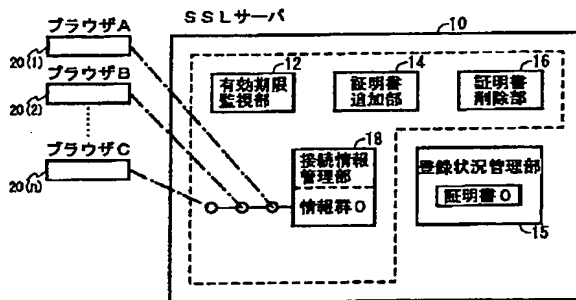 SSLサーバ
10
ブラウザA
20(1)
ブラウザB
20(2)
ブラウザC
20(n)
12
有効期限
監視部
14
証明書
追加部
16
証明書
削除部
18
接続情報
管理部
情報群0
登録状況管理部
証明書0
15